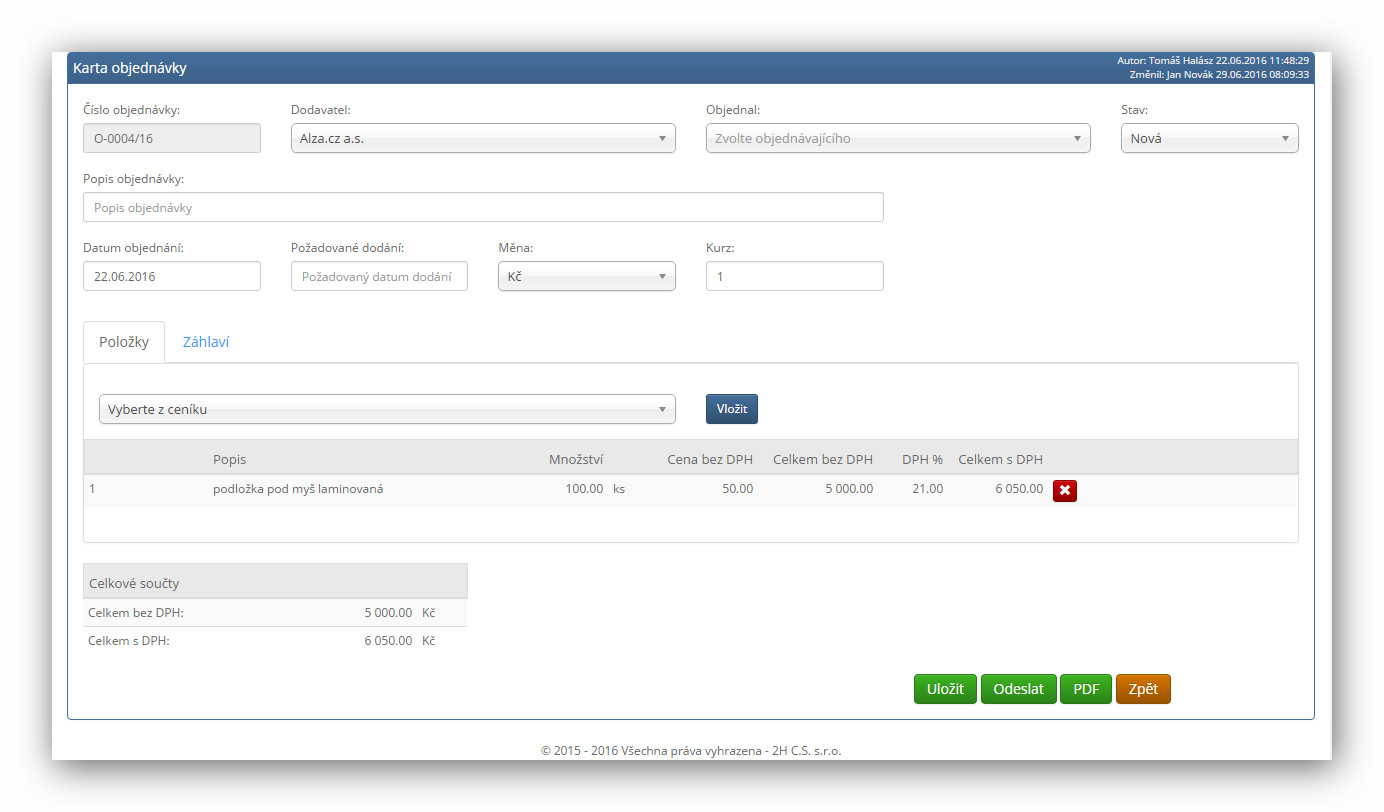 Karta objednávky
Autor: Tomáš Halász 22.06.2016 11:48:29
Změnil: Jan Novák 29.06.2016 08:09:33
Číslo objednávky: Dodavatel: Objednal: Stav:
O-0004/16 Alza.cz a.s. Zvolte objednávajícího Nová
Popis objednávky:
Popis objednávky
Datum objednání: Požadované dodání: Měna: Kurz:
22.06.2016 Požadovaný datum dodání Kč 1
Položky Záhlaví
Vyberte z ceníku Vložit
Popis Množství Cena bez DPH Celkem bez DPH DPH % Celkem s DPH
1 podložka pod myš laminovaná 100.00 ks 50.00 5 000.00 21.00 6 050.00
Celkové součty
Celkem bez DPH: 5 000.00 Kč
Celkem s DPH: 6 050.00 Kč
Uložit Odeslat PDF Zpět
© 2015 - 2016 Všechna práva vyhrazena - 2H C.S. s.r.o.